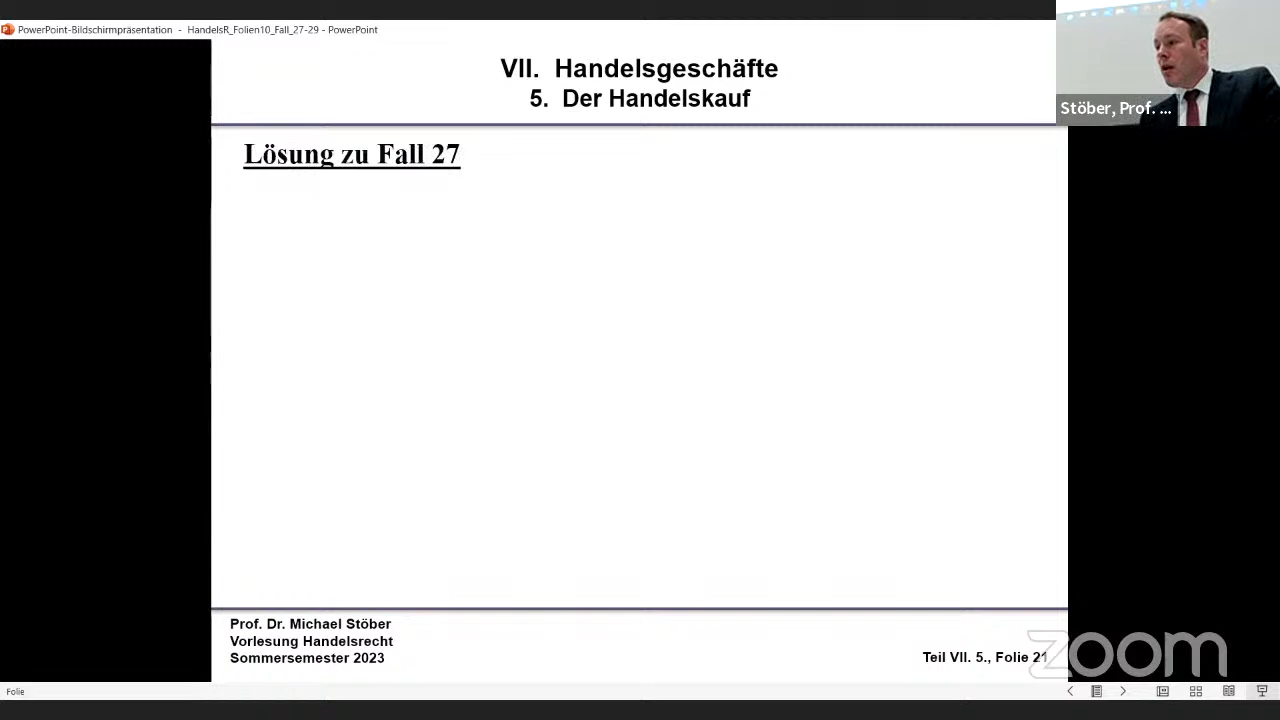 PowerPoint-Bildschirmpräsentation - HandelsR_Folien10_Fall_27-29 - PowerPoint
VII. Handelsgeschäfte
5. Der Handelskauf
Stöber, Prof. ...
Lösung zu Fall 27
Prof. Dr. Michael Stöber
Vorlesung Handelsrecht
Sommersemester 2023
Teil VII. 5., Folie 21
zoom
Folie